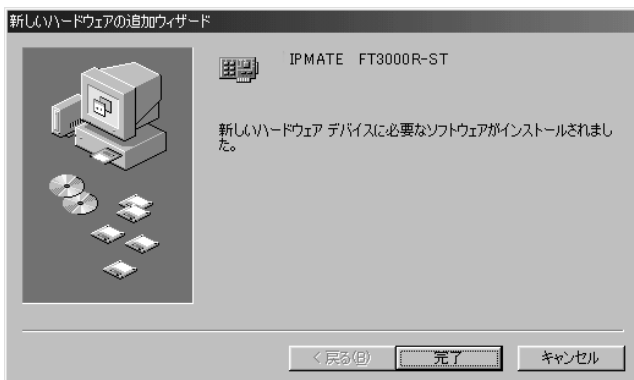 新しいハードウェアの追加ウィザード
IPMATE FT3000R-ST
新しいハードウェア デバイスに必要なソフトウェアがインストールされまし
た。
< 戻る(B)
完了
キャンセル